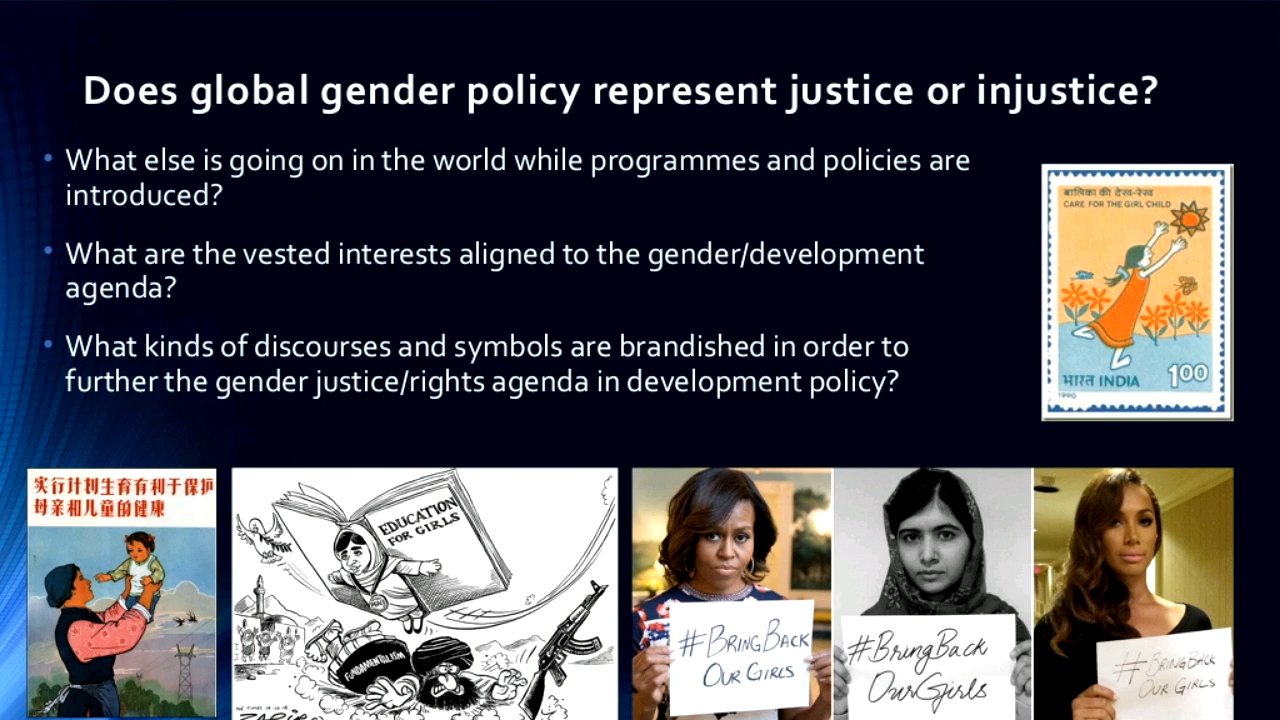 Does global gender policy represent justice or injustice?
• What else is going on in the world while programmes and policies are
introduced?
• What are the vested interests aligned to the gender/development
agenda?
• What kinds of discourses and symbols are brandished in order to
further the gender justice/rights agenda in development policy?
बालिका की देख-रेख
CARE FOR THE GIRL CHILD
भारत INDIA 100
1990
实行计划生育有利于保护
母亲和儿童的健康
EDUCATION
FOR GIRLS
FUNDAMENTALISM
#BRINGBACK
OUR GIRLS
#BringBack
OurGirls
#BRINGBACK
OUR GIRLS